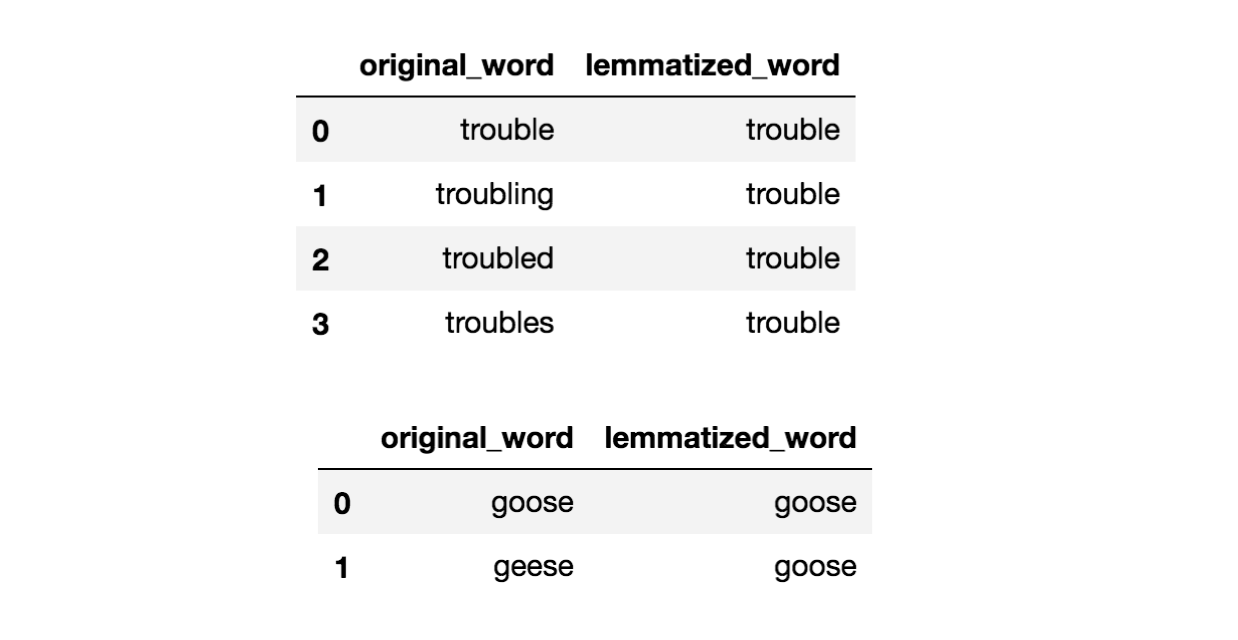 original_word lemmatized_word
0 trouble trouble
1 troubling trouble
2 troubled trouble
3 troubles trouble
original_word lemmatized_word
0 goose goose
1 geese goose